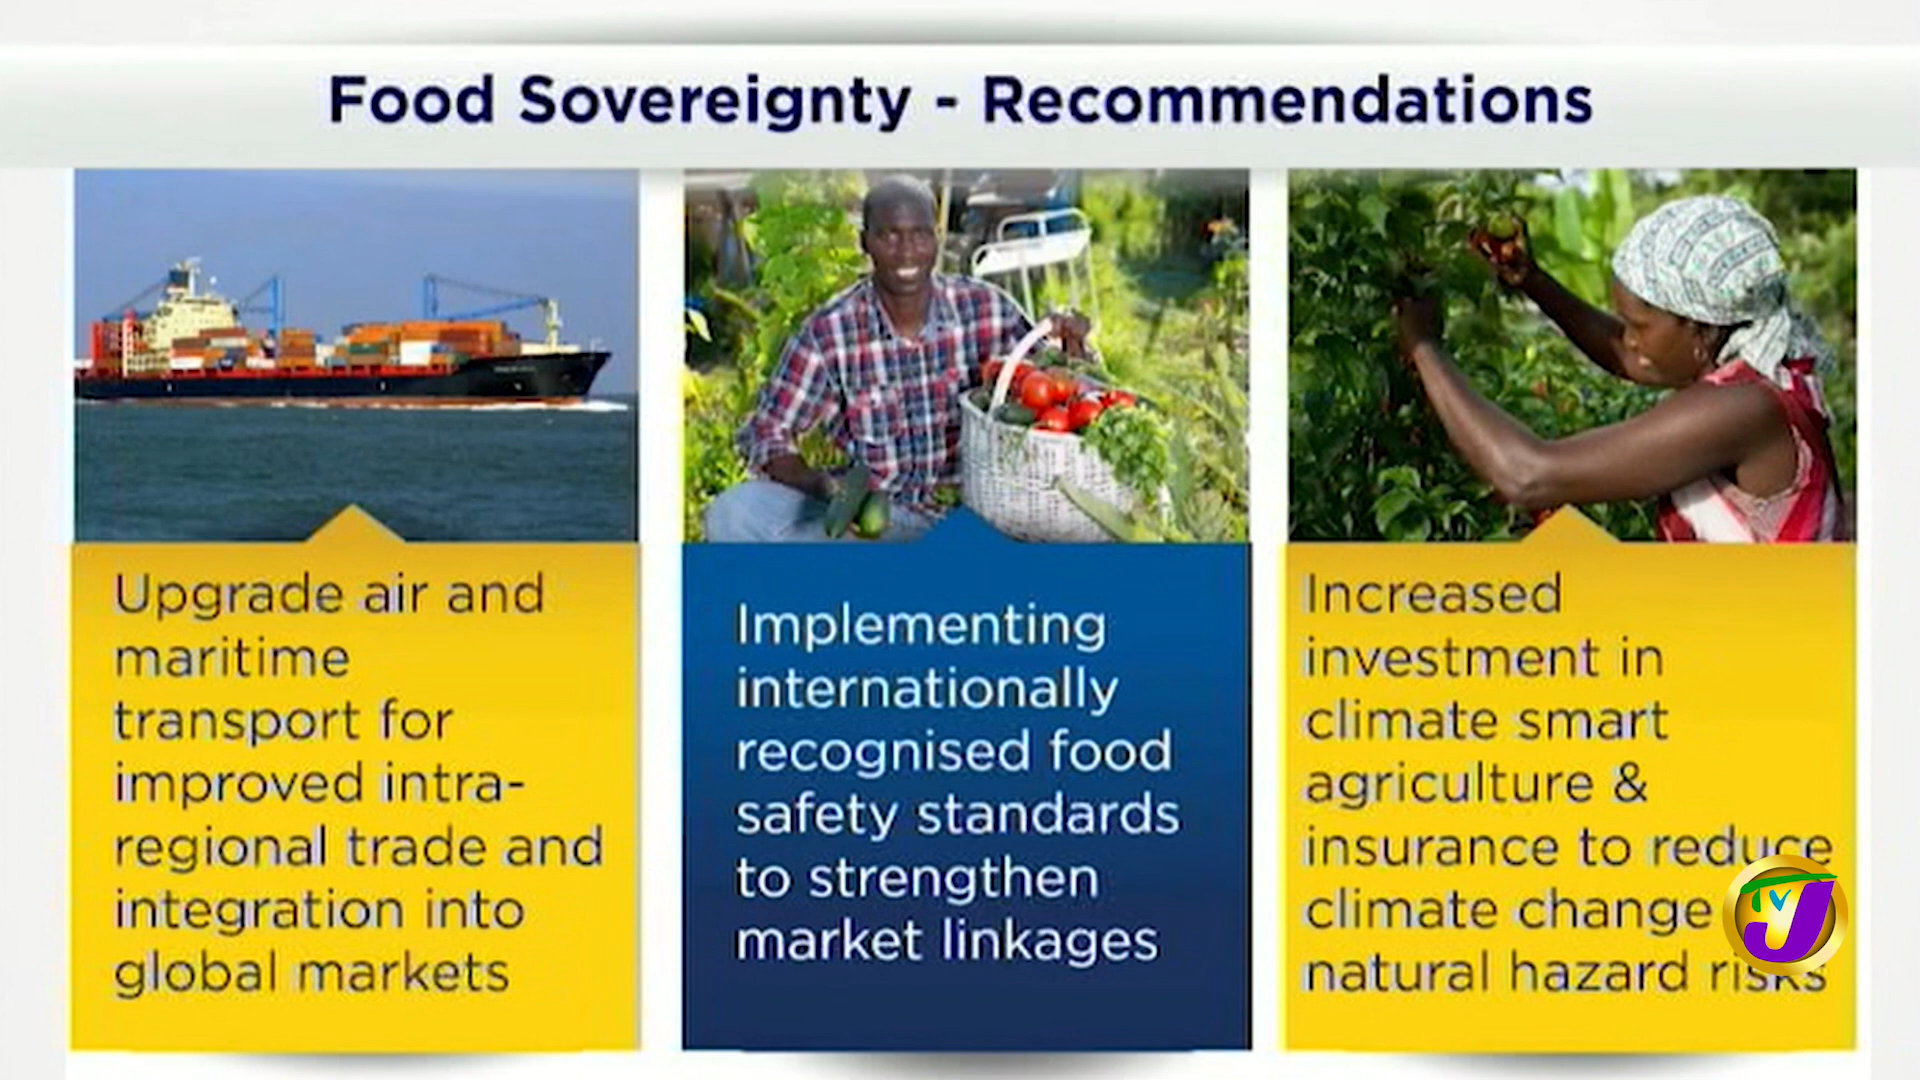 Food Sovereignty - Recommendations
Upgrade air and
maritime
transport for
improved intra-
regional trade and
integration into
global markets
Implementing
internationally
recognised food
safety standards
to strengthen
market linkages
Increased
investment in
climate smart
agriculture &
insurance to reduce
climate change
natural hazard risks
TVJ